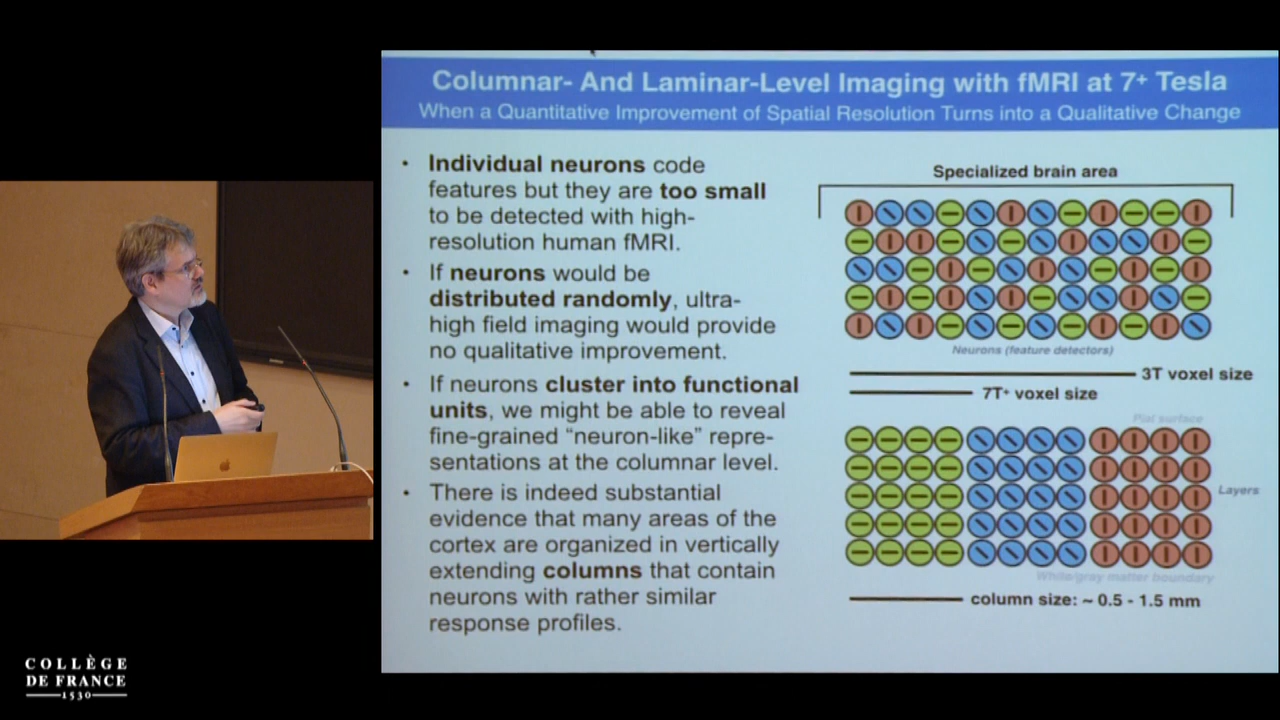 Columnar- And Laminar-Level Imaging with fMRI at 7+ Tesla
When a Quantitative Improvement of Spatial Resolution Turns into a Qualitative Change
• Individual neurons code
features but they are too small
to be detected with high-
resolution human fMRI.
• If neurons would be
distributed randomly, ultra-
high field imaging would provide
no qualitative improvement.
• If neurons cluster into functional
units, we might be able to reveal
fine-grained “neuron-like” repre-
sentations at the columnar level.
• There is indeed substantial
evidence that many areas of the
cortex are organized in vertically
extending columns that contain
neurons with rather similar
response profiles.
Specialized brain area
Neurons (feature detectors)
3T voxel size
7T+ voxel size
Pial surface
Layers
White/gray matter boundary
column size: ~ 0.5 - 1.5 mm
COLLÈGE
DE FRANCE
1530